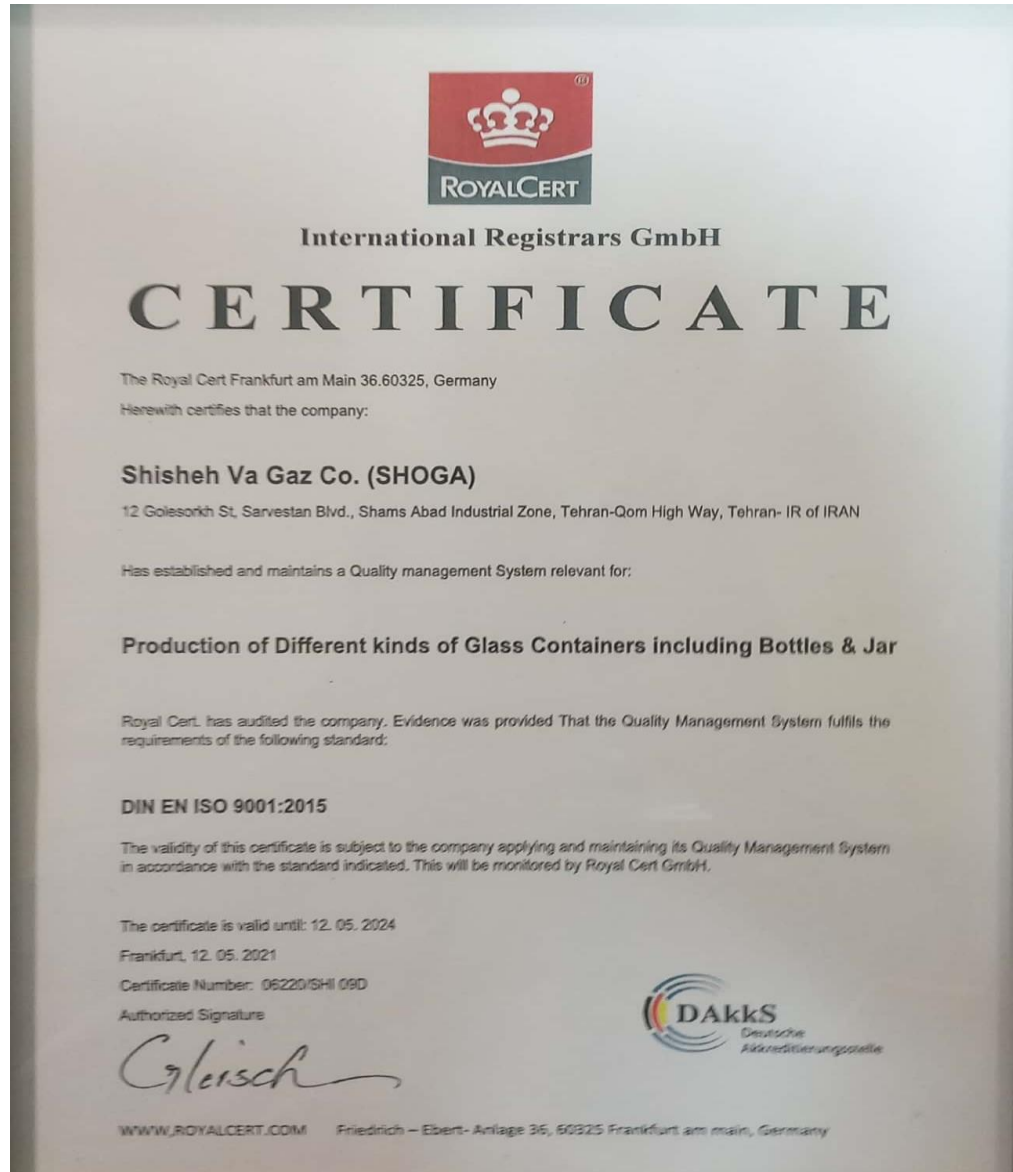 ®
ROYALCERT
International Registrars GmbH
CERTIFICATE
The Royal Cert Frankfurt am Main 36.60325, Germany
Herewith certifies that the company:
Shisheh Va Gaz Co. (SHOGA)
12 Golesorkh St, Sarvestan Blvd., Shams Abad Industrial Zone, Tehran-Qom High Way, Tehran- IR of IRAN
Has established and maintains a Quality management System relevant for:
Production of Different kinds of Glass Containers including Bottles & Jar
Royal Cert. has audited the company. Evidence was provided That the Quality Management System fulfils the
requirements of the following standard:
DIN EN ISO 9001:2015
The validity of this certificate is subject to the company applying and maintaining its Quality Management System
in accordance with the standard indicated. This will be monitored by Royal Cert GmbH.
The certificate is valid until: 12. 05. 2024
Frankfurt, 12. 05. 2021
Certificate Number: 06220/SHI 09D
Authorized Signature
DAkkS
Deutsche
Akkreditierungsstelle
WWW.ROYALCERT.COM Friedrich – Ebert- Anlage 36, 60325 Frankfurt am main, Germany